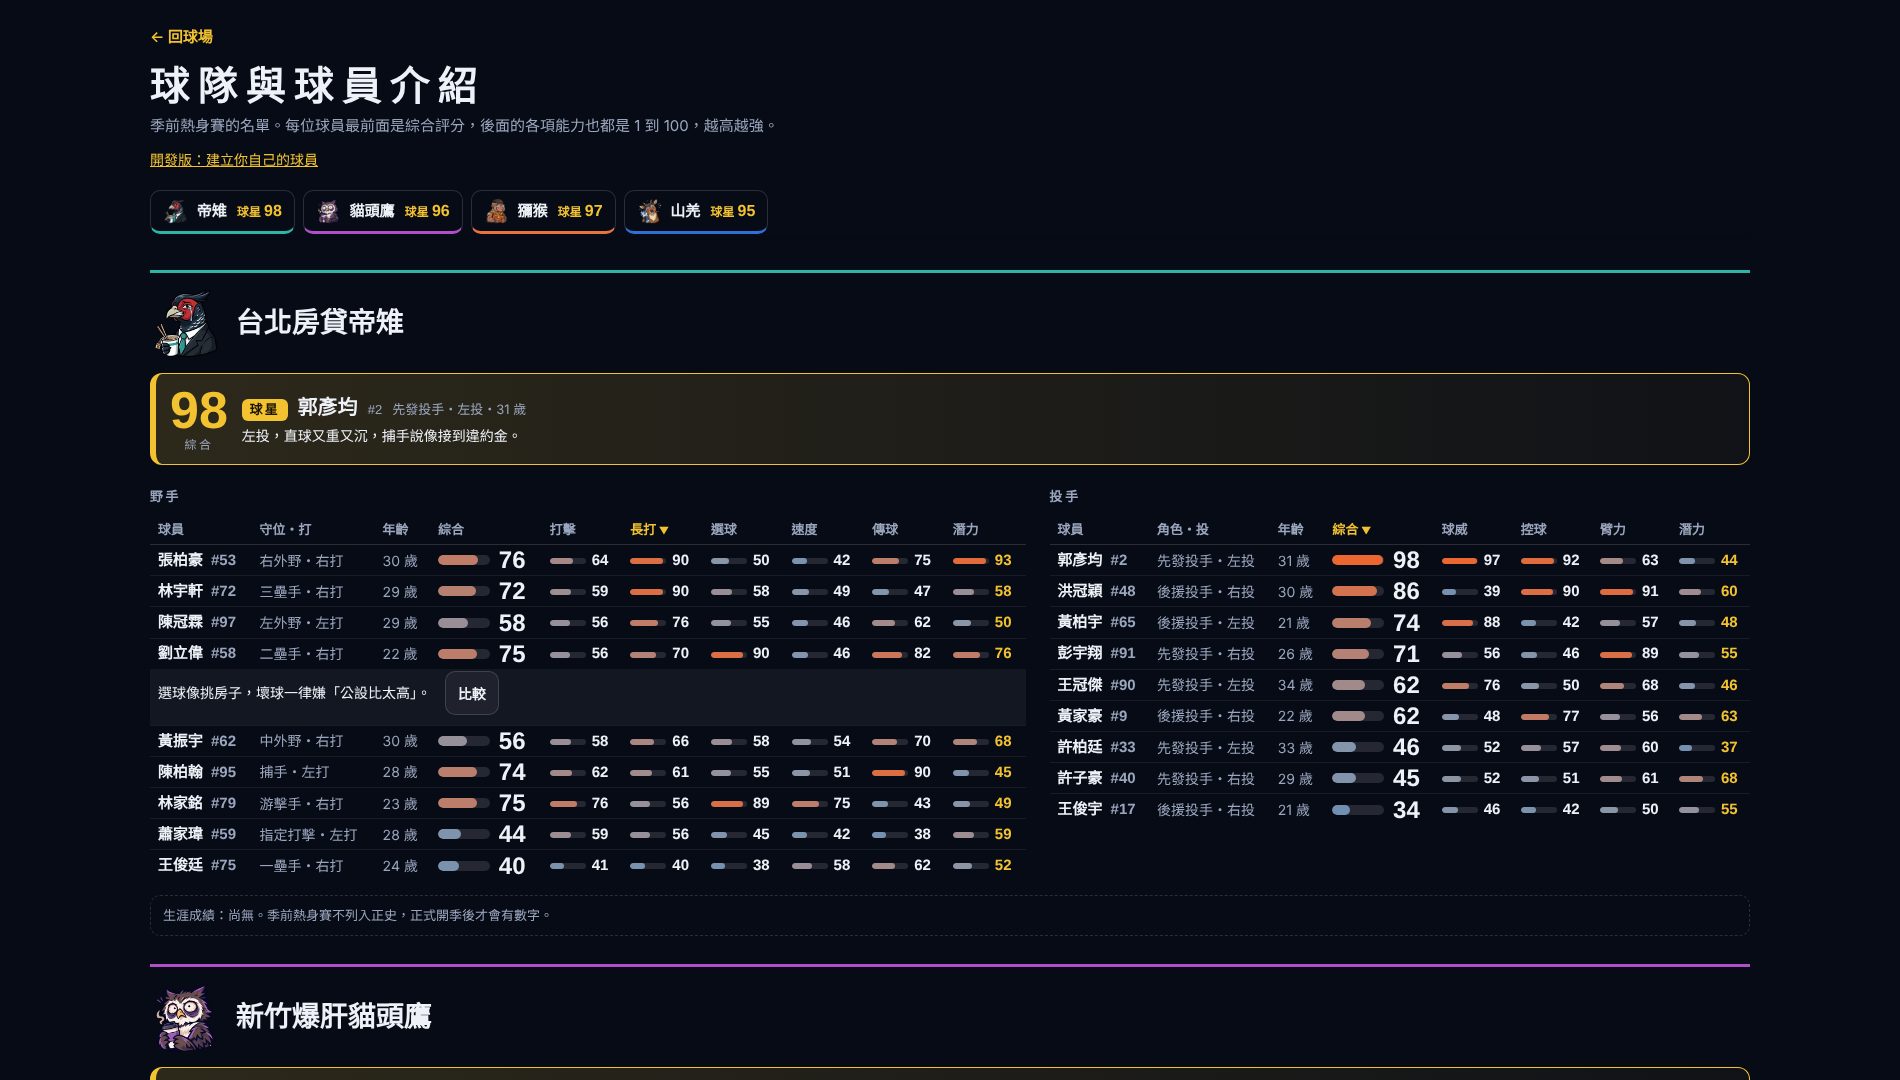 ← 回球場
球隊與球員介紹
季前熱身賽的名單。每位球員最前面是綜合評分，後面的各項能力也都是 1 到 100，越高越強。
開發版：建立你自己的球員
帝雉 球星 98 貓頭鷹 球星 96 獼猴 球星 97 山羌 球星 95
台北房貸帝雉
98 綜合
球星 郭彥均 #2 先發投手・左投・31 歲
左投，直球又重又沉，捕手說像接到違約金。
野手
球員 守位・打 年齡 綜合 打擊 長打▼ 選球 速度 傳球 潛力
張柏豪 #53 右外野・右打 30 歲 76 64 90 50 42 75 93
林宇軒 #72 三壘手・右打 29 歲 72 59 90 58 49 47 58
陳冠霖 #97 左外野・左打 29 歲 58 56 76 55 46 62 50
劉立偉 #58 二壘手・右打 22 歲 75 56 70 90 46 82 76
選球像挑房子，壞球一律嫌「公設比太高」。 比較
黃振宇 #62 中外野・右打 30 歲 56 58 66 58 54 70 68
陳柏翰 #95 捕手・左打 28 歲 74 62 61 55 51 90 45
林家銘 #79 游擊手・右打 23 歲 75 76 56 89 75 43 49
蕭家瑋 #59 指定打擊・左打 28 歲 44 59 56 45 42 38 59
王俊廷 #75 一壘手・右打 24 歲 40 41 40 38 58 62 52
投手
球員 角色・投 年齡 綜合▼ 球威 控球 臂力 潛力
郭彥均 #2 先發投手・左投 31 歲 98 97 92 63 44
洪冠穎 #48 後援投手・右投 30 歲 86 39 90 91 60
黃柏宇 #65 後援投手・左投 21 歲 74 88 42 57 48
彭宇翔 #91 先發投手・右投 26 歲 71 56 46 89 55
王冠傑 #90 先發投手・左投 34 歲 62 76 50 68 46
黃家豪 #9 後援投手・右投 22 歲 62 48 77 56 63
許柏廷 #33 先發投手・左投 33 歲 46 52 57 60 37
許子豪 #40 先發投手・右投 29 歲 45 52 51 61 68
王俊宇 #17 後援投手・右投 21 歲 34 46 42 50 55
生涯成績：尚無。季前熱身賽不列入正史，正式開季後才會有數字。
新竹爆肝貓頭鷹